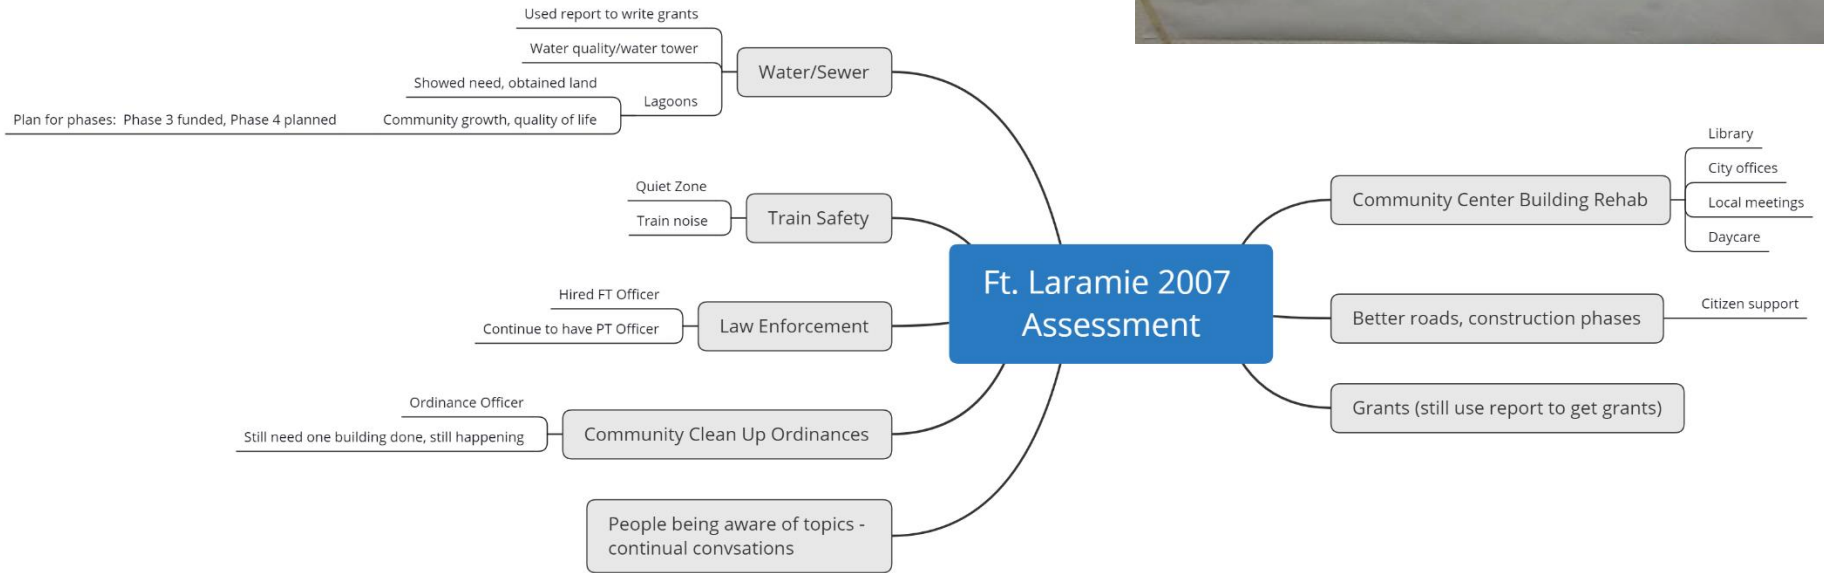 Used report to write grants
Water quality/water tower
Water/Sewer
Showed need, obtained land
Lagoons
Plan for phases:  Phase 3 funded, Phase 4 planned
Community growth, quality of life
Quiet Zone
Train noise
Train Safety
Hired FT Officer
Continue to have PT Officer
Law Enforcement
Ordinance Officer
Still need one building done, still happening
Community Clean Up Ordinances
People being aware of topics -
continual convsations
Ft. Laramie 2007
Assessment
Community Center Building Rehab
Library
City offices
Local meetings
Daycare
Better roads, construction phases
Citizen support
Grants (still use report to get grants)